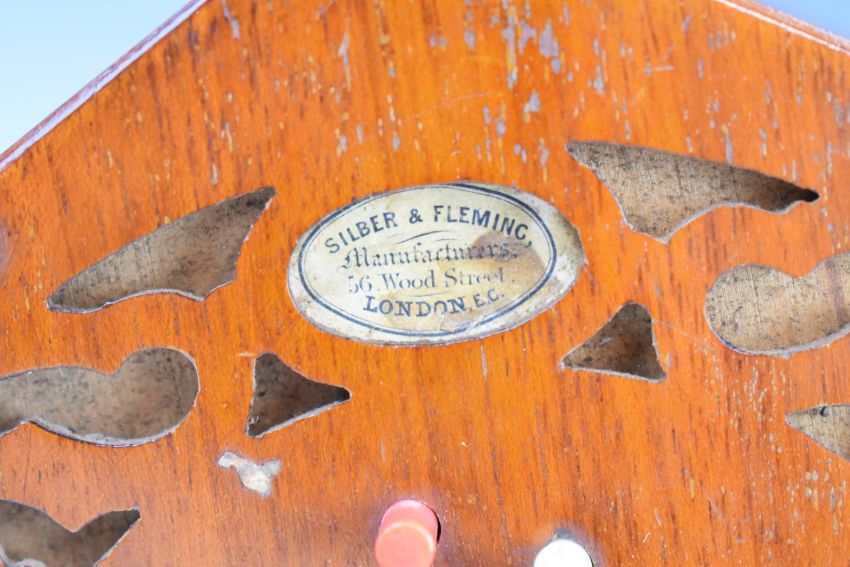 SILBER & FLEMING,
Manufacturers,
56, Wood Street,
LONDON, E.C.